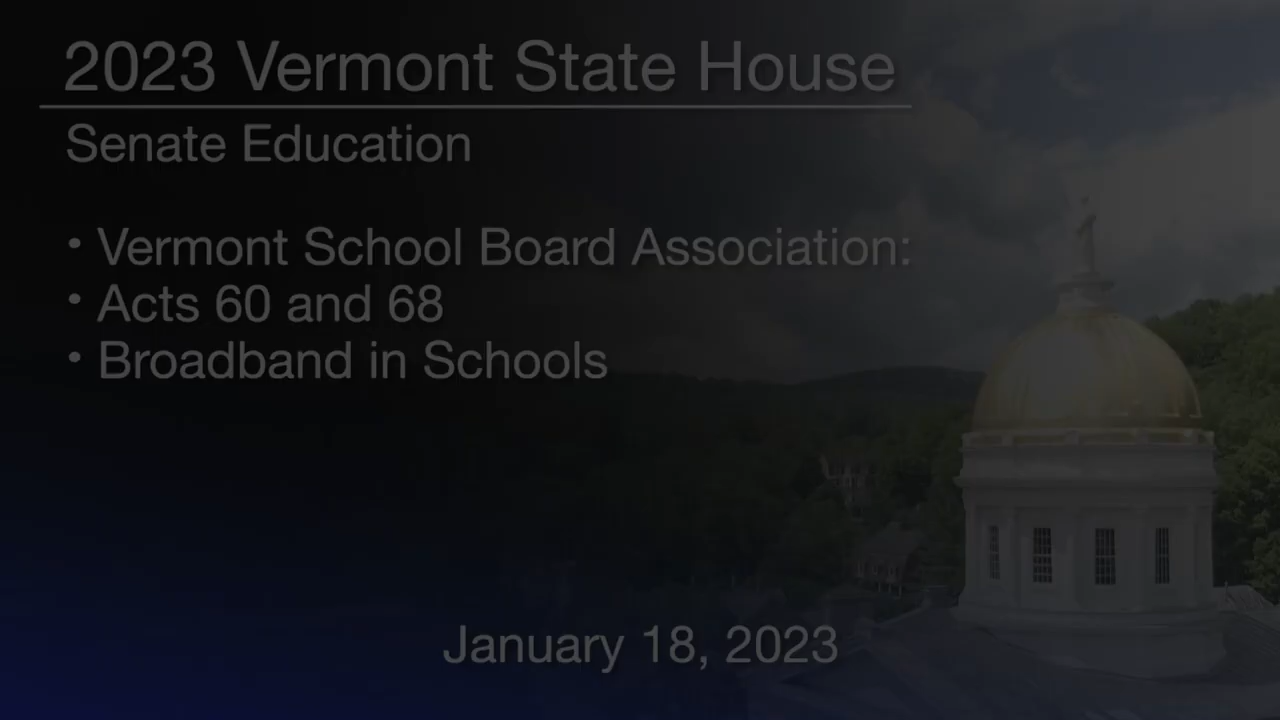 2023 Vermont State House
Senate Education
• Vermont School Board Association:
• Acts 60 and 68
• Broadband in Schools
January 18, 2023